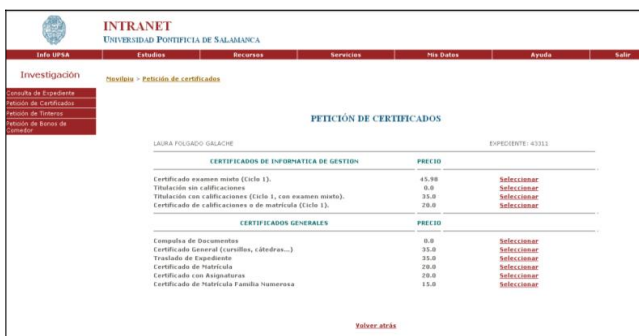 INTRANET
UNIVERSIDAD PONTIFICIA DE SALAMANCA
Info UPSA Estudios Recursos Servicios Mis Datos Ayuda Salir
Investigación
Movilpiu > Petición de certificados
Consulta de Expediente
Petición de Certificados
Petición de Tinteros
Petición de Bonos de
Comedor
PETICIÓN DE CERTIFICADOS
LAURA FOLGADO GALACHE EXPEDIENTE: 43312
CERTIFICADOS DE INFORMATICA DE GESTION PRECIO
Certificado examen mixto (Ciclo 1). 45.98 Seleccionar
Titulación sin calificaciones 0.0 Seleccionar
Titulación con calificaciones (Ciclo 1, con examen mixto). 35.0 Seleccionar
Certificado de calificaciones o de matrícula (Ciclo 1). 20.0 Seleccionar
CERTIFICADOS GENERALES PRECIO
Compulsa de Documentos 0.0 Seleccionar
Certificado General (cursillos, cátedras...) 35.0 Seleccionar
Traslado de Expediente 35.0 Seleccionar
Certificado de Matrícula 20.0 Seleccionar
Certificado con Asignaturas 20.0 Seleccionar
Certificado de Matrícula Familia Numerosa 15.0 Seleccionar
Volver atrás